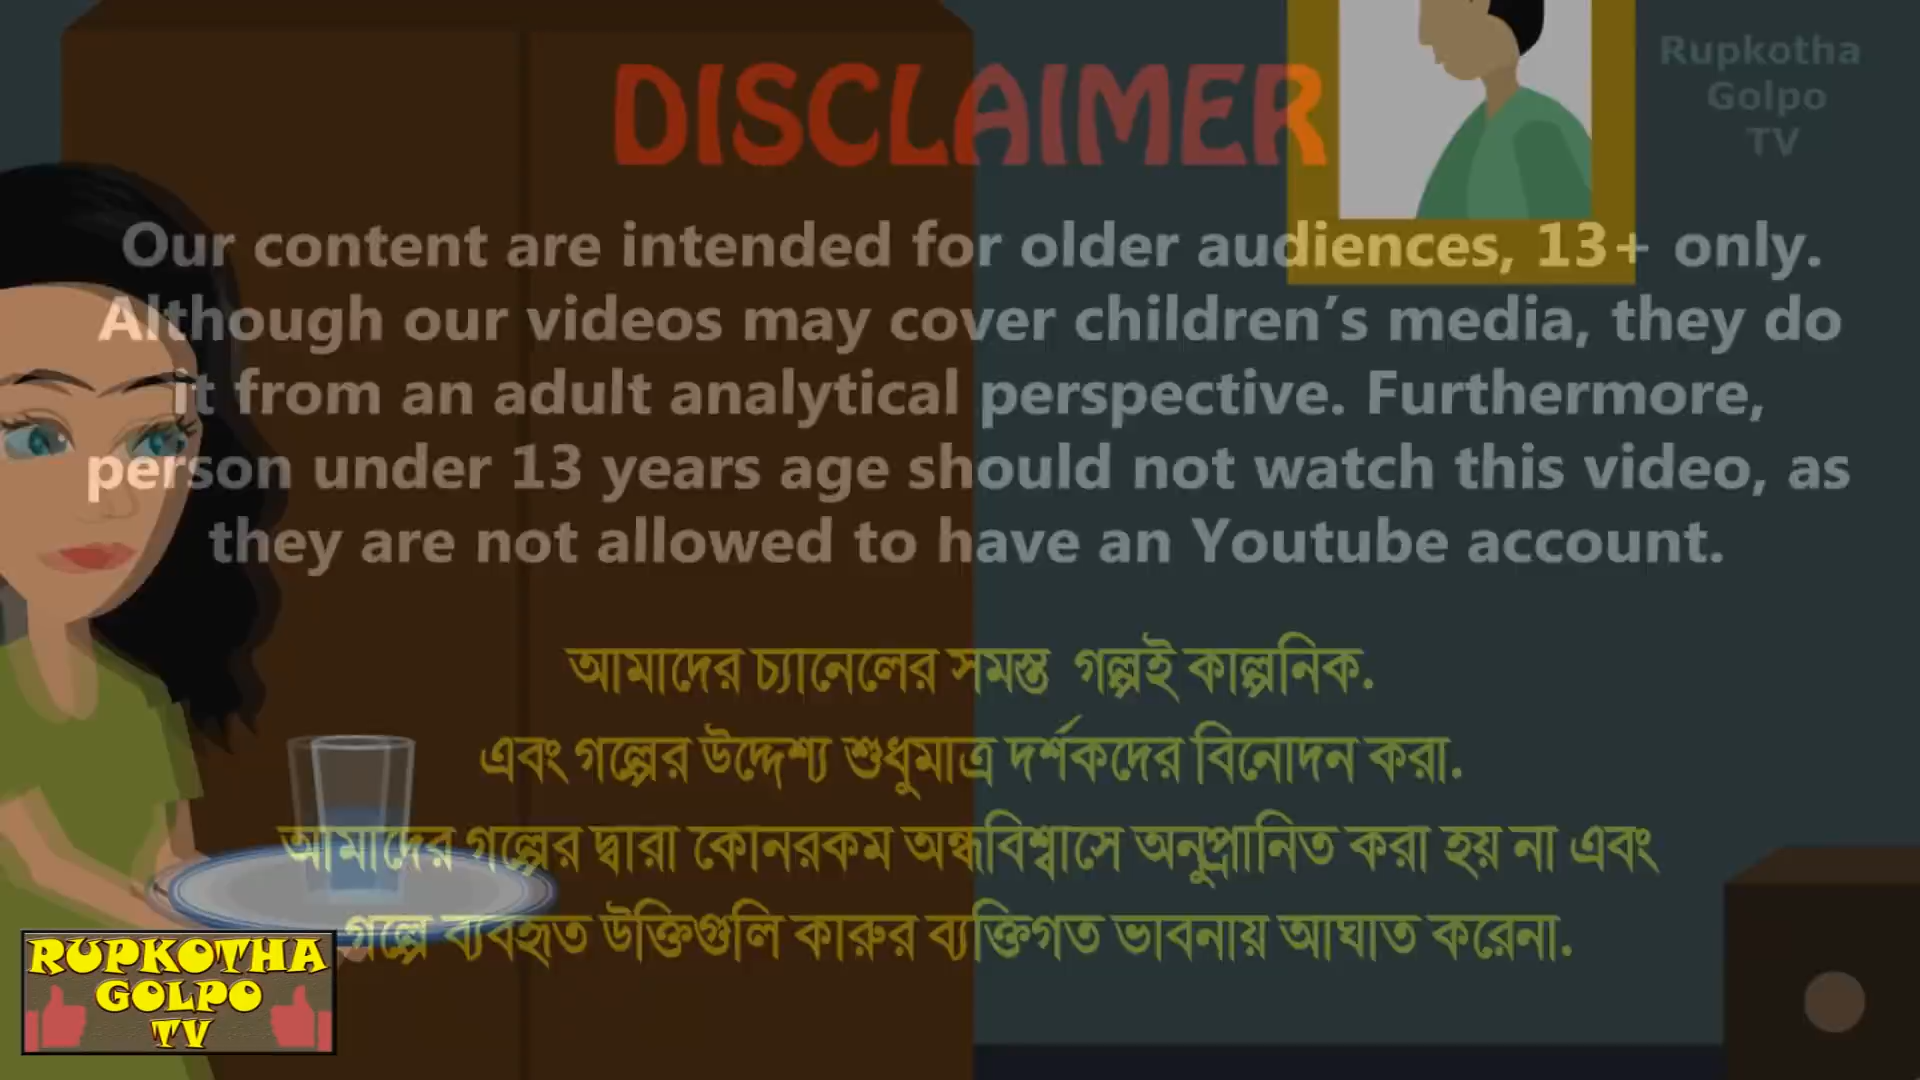 DISCLAIMER
Rupkotha
Golpo
TV
Our content are intended for older audiences, 13+ only.
Although our videos may cover children’s media, they do
it from an adult analytical perspective. Furthermore,
person under 13 years age should not watch this video, as
they are not allowed to have an Youtube account.
আমাদের চ্যানেলের সমস্ত গল্পই কাল্পনিক.
এবং গল্পের উদ্দেশ্য শুধুমাত্র দর্শকদের বিনোদন করা.
আমাদের গল্পের দ্বারা কোনরকম অন্ধবিশ্বাসে অনুপ্রানিত করা হয় না এবং
গল্পে ব্যবহৃত উক্তিগুলি কারুর ব্যক্তিগত ভাবনায় আঘাত করেনা.
RUPKOTHA
GOLPO
TV